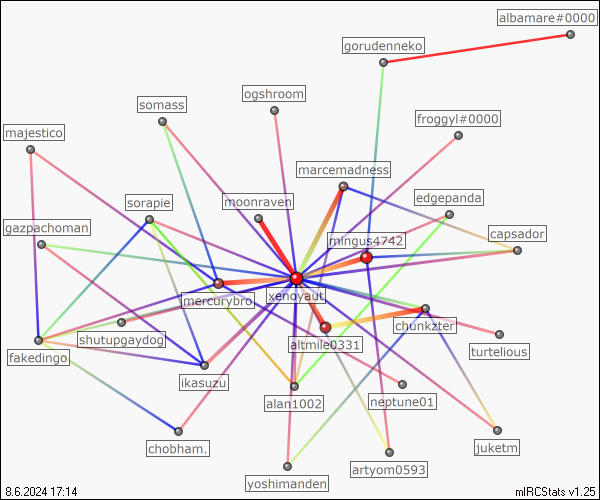 albamare#0000
gorudenneko
ogshroom
somass
froggyl#0000
majestico
marcemadness
edgepanda
moonraven
sorapie
gazpachoman
capsador
mingus4742
xenoyaut
mercurybro
chunkzter
shutupgaydog
altmile0331
turtelious
fakedingo
ikasuzu
neptune01
alan1002
chobham.
juketm
artyom0593
yoshimanden
8.6.2024 17:14
mIRCStats v1.25